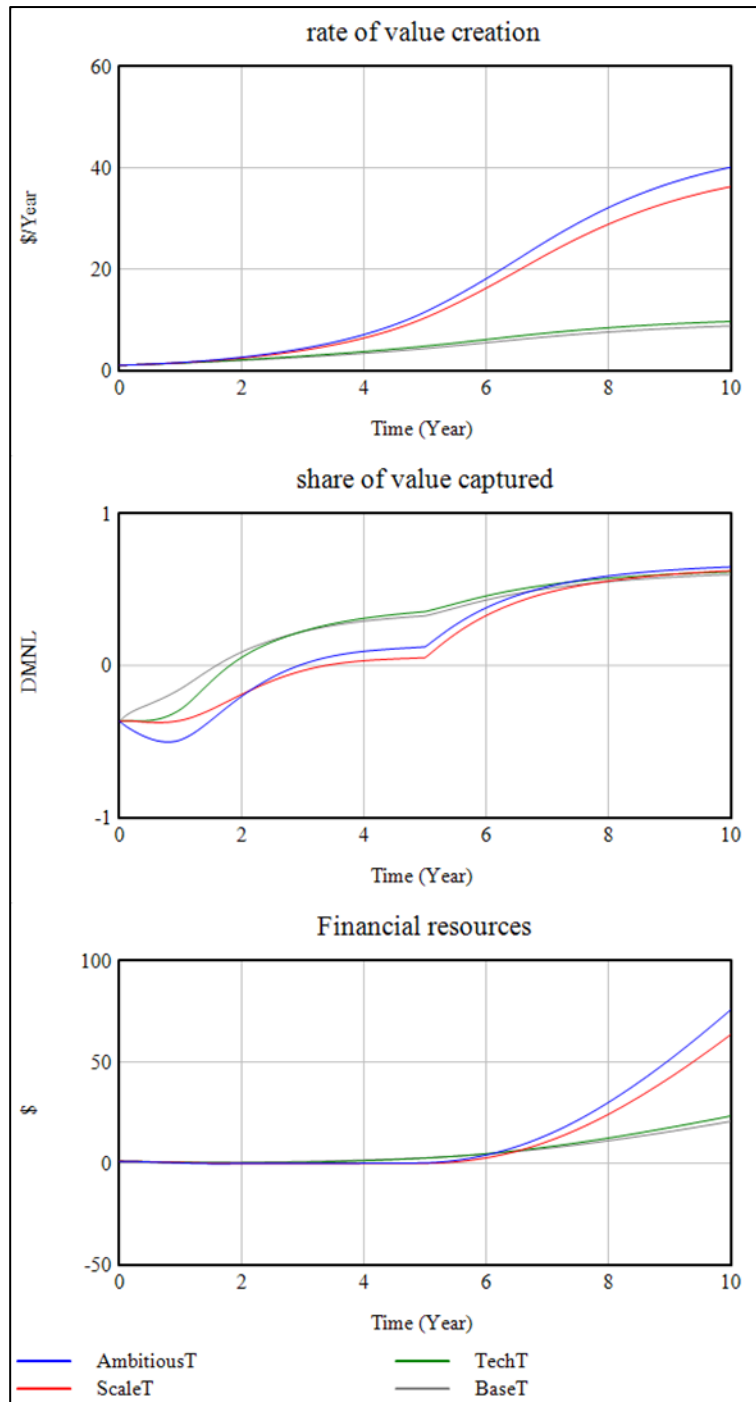 rate of value creation
60
40
20
0
$/Year
0 2 4 6 8 10
Time (Year)
share of value captured
1
0
-1
DMNL
0 2 4 6 8 10
Time (Year)
Financial resources
100
50
0
-50
$
0 2 4 6 8 10
Time (Year)
AmbitiousT TechT
ScaleT BaseT